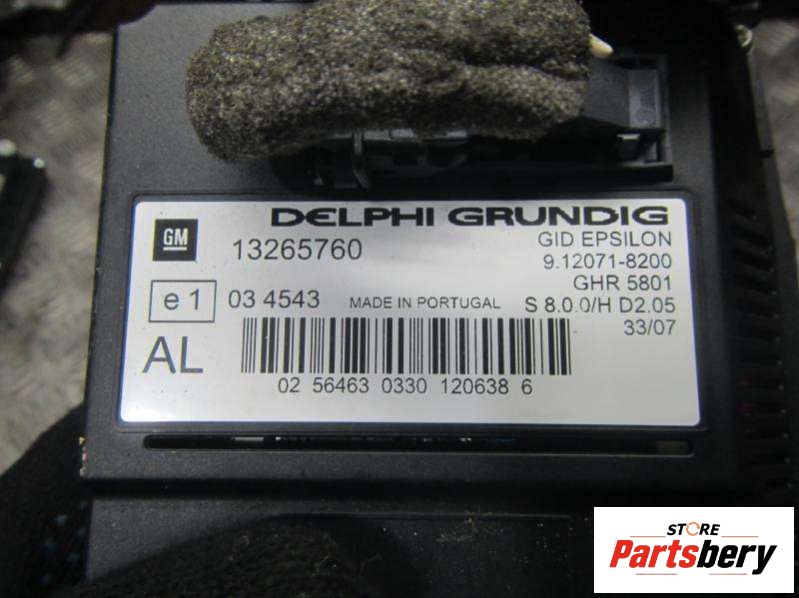 DELPHI GRUNDIG
GM
13265760
GID EPSILON
9.12071-8200
GHR 5801
e 1
03 4543
MADE IN PORTUGAL
S 8.0.0/H D2.05
33/07
AL
02 56463 0330 120638 6
STORE
Partsbery